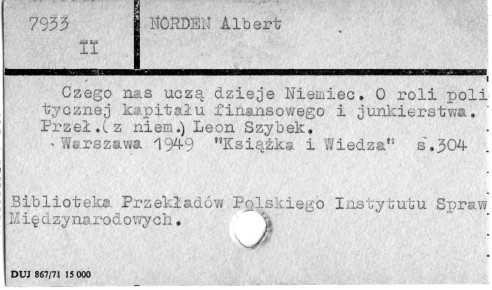 7933 NORDEN Albert
II
Czego nas uczą dzieje Niemiec. O roli poli
tycznej kapitału finansowego i junkierstwa.
Przeł.(z niem.) Leon Szybek.
Warszawa 1949 "Książka i Wiedza" s.304
Biblioteka Przekładów Polskiego Instytutu Spraw
Międzynarodowych.
DUJ 867/71 15 000